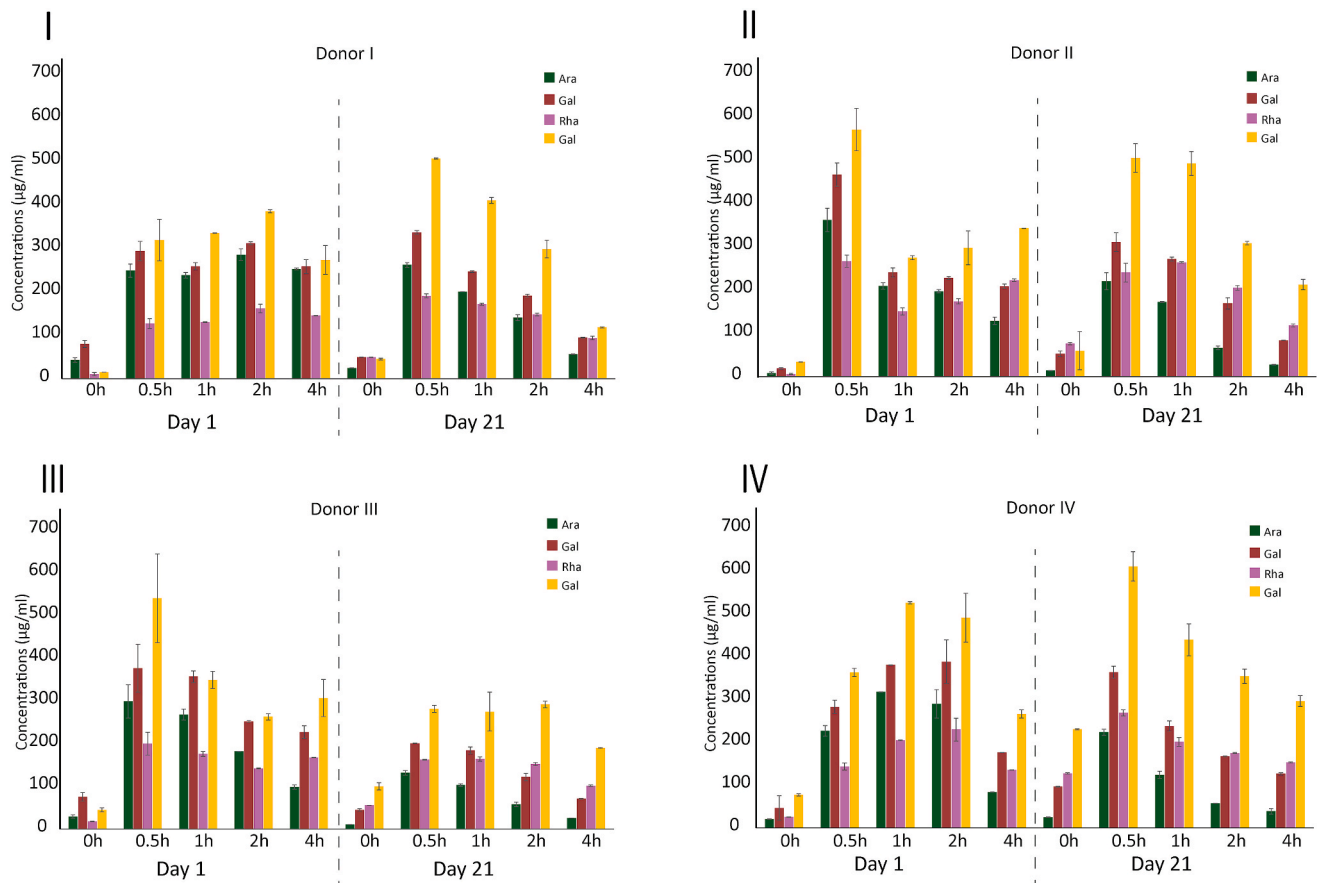 I
Donor I
Concentrations (µg/ml)
700
600
500
400
300
200
100
0
Ara
Gal
Rha
Gal
0h 0.5h 1h 2h 4h 0h 0.5h 1h 2h 4h
Day 1 Day 21
II
Donor II
Concentrations (µg/ml)
700
600
500
400
300
200
100
0
Ara
Gal
Rha
Gal
0h 0.5h 1h 2h 4h 0h 0.5h 1h 2h 4h
Day 1 Day 21
III
Donor III
Concentrations (µg/ml)
700
600
500
400
300
200
100
0
Ara
Gal
Rha
Gal
0h 0.5h 1h 2h 4h 0h 0.5h 1h 2h 4h
Day 1 Day 21
IV
Donor IV
Concentrations (µg/ml)
700
600
500
400
300
200
100
0
Ara
Gal
Rha
Gal
0h 0.5h 1h 2h 4h 0h 0.5h 1h 2h 4h
Day 1 Day 21